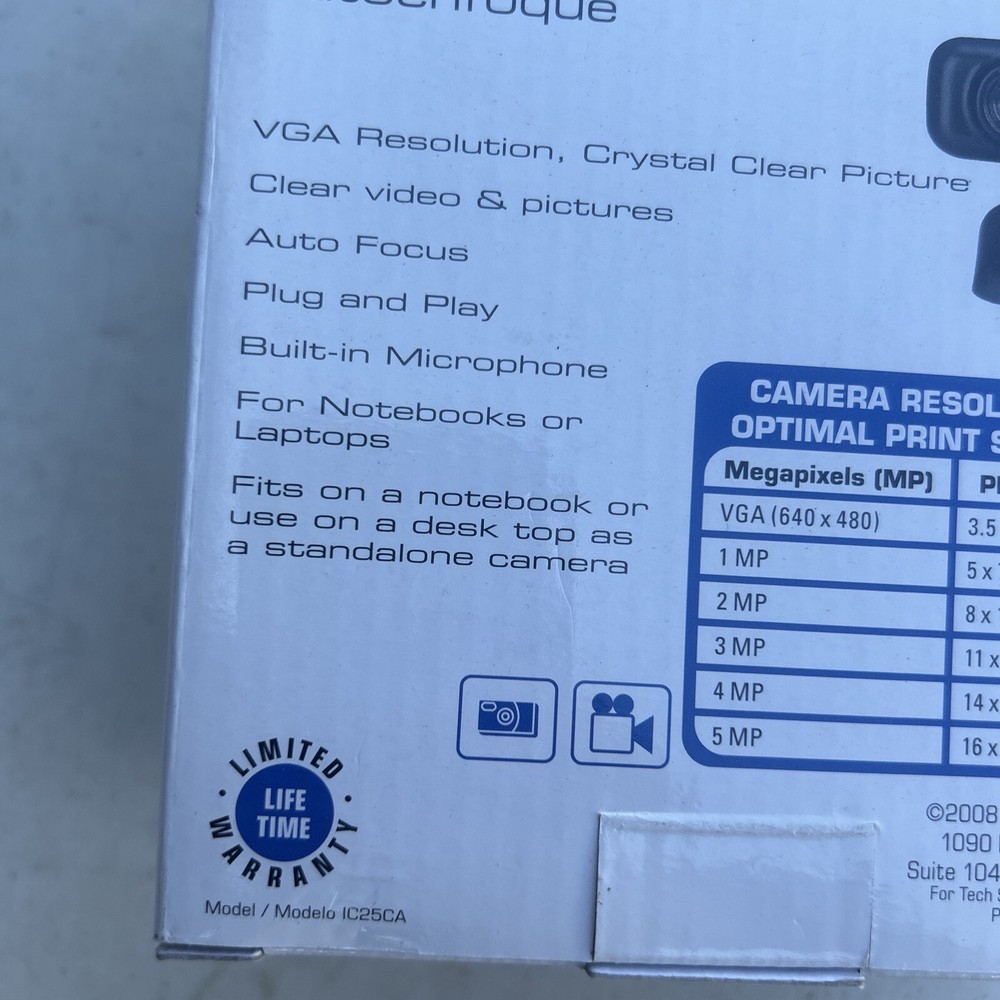 VGA Resolution, Crystal Clear Picture
Clear video & pictures
Auto Focus
Plug and Play
Built-in Microphone
For Notebooks or
Laptops
Fits on a notebook or
use on a desk top as
a standalone camera
CAMERA
OPTIMAL PRINT
Megapixels (MP)
VGA (640 x 480)
3.5
1 MP
5 x
2 MP
8 x
3 MP
11 x
4 MP
14 x
5 MP
16 x
LIMITED
LIFE
TIME
WARRANTY
Model / Modelo IC25CA
©2008
1090
Suite 104
For Tech